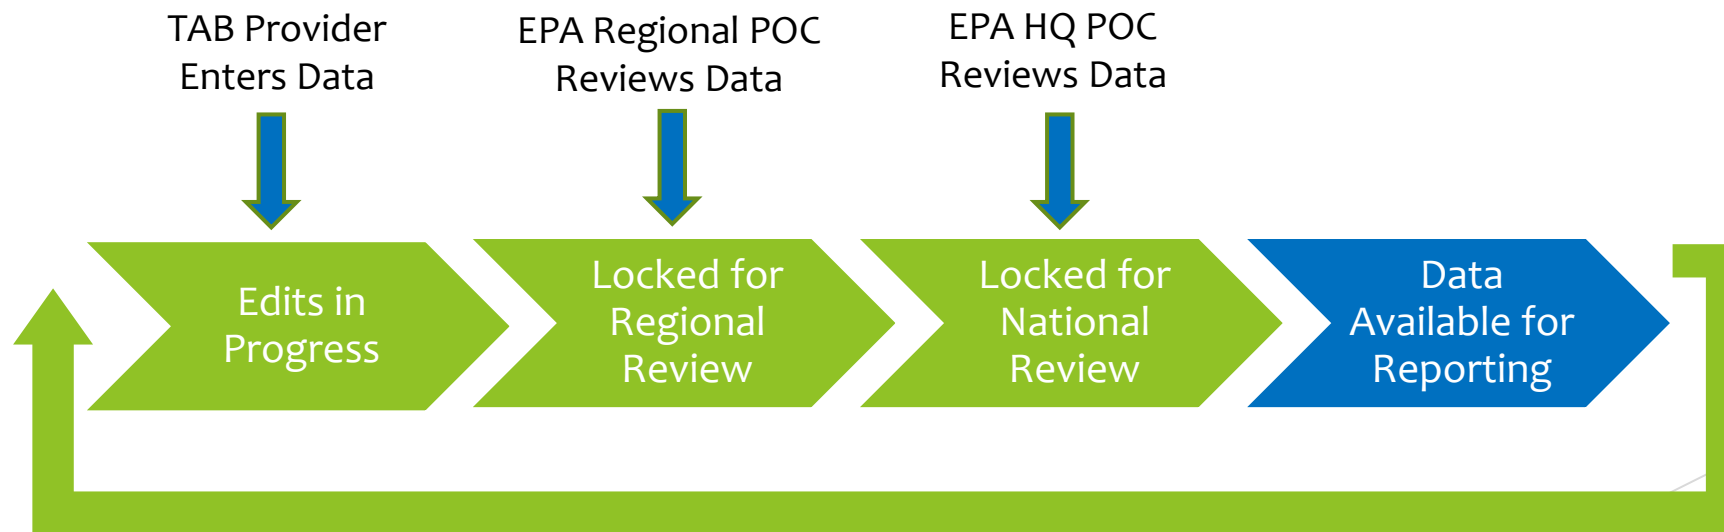 TAB Provider
Enters Data
EPA Regional POC
Reviews Data
EPA HQ POC
Reviews Data
Edits in
Progress
Locked for
Regional
Review
Locked for
National
Review
Data
Available for
Reporting